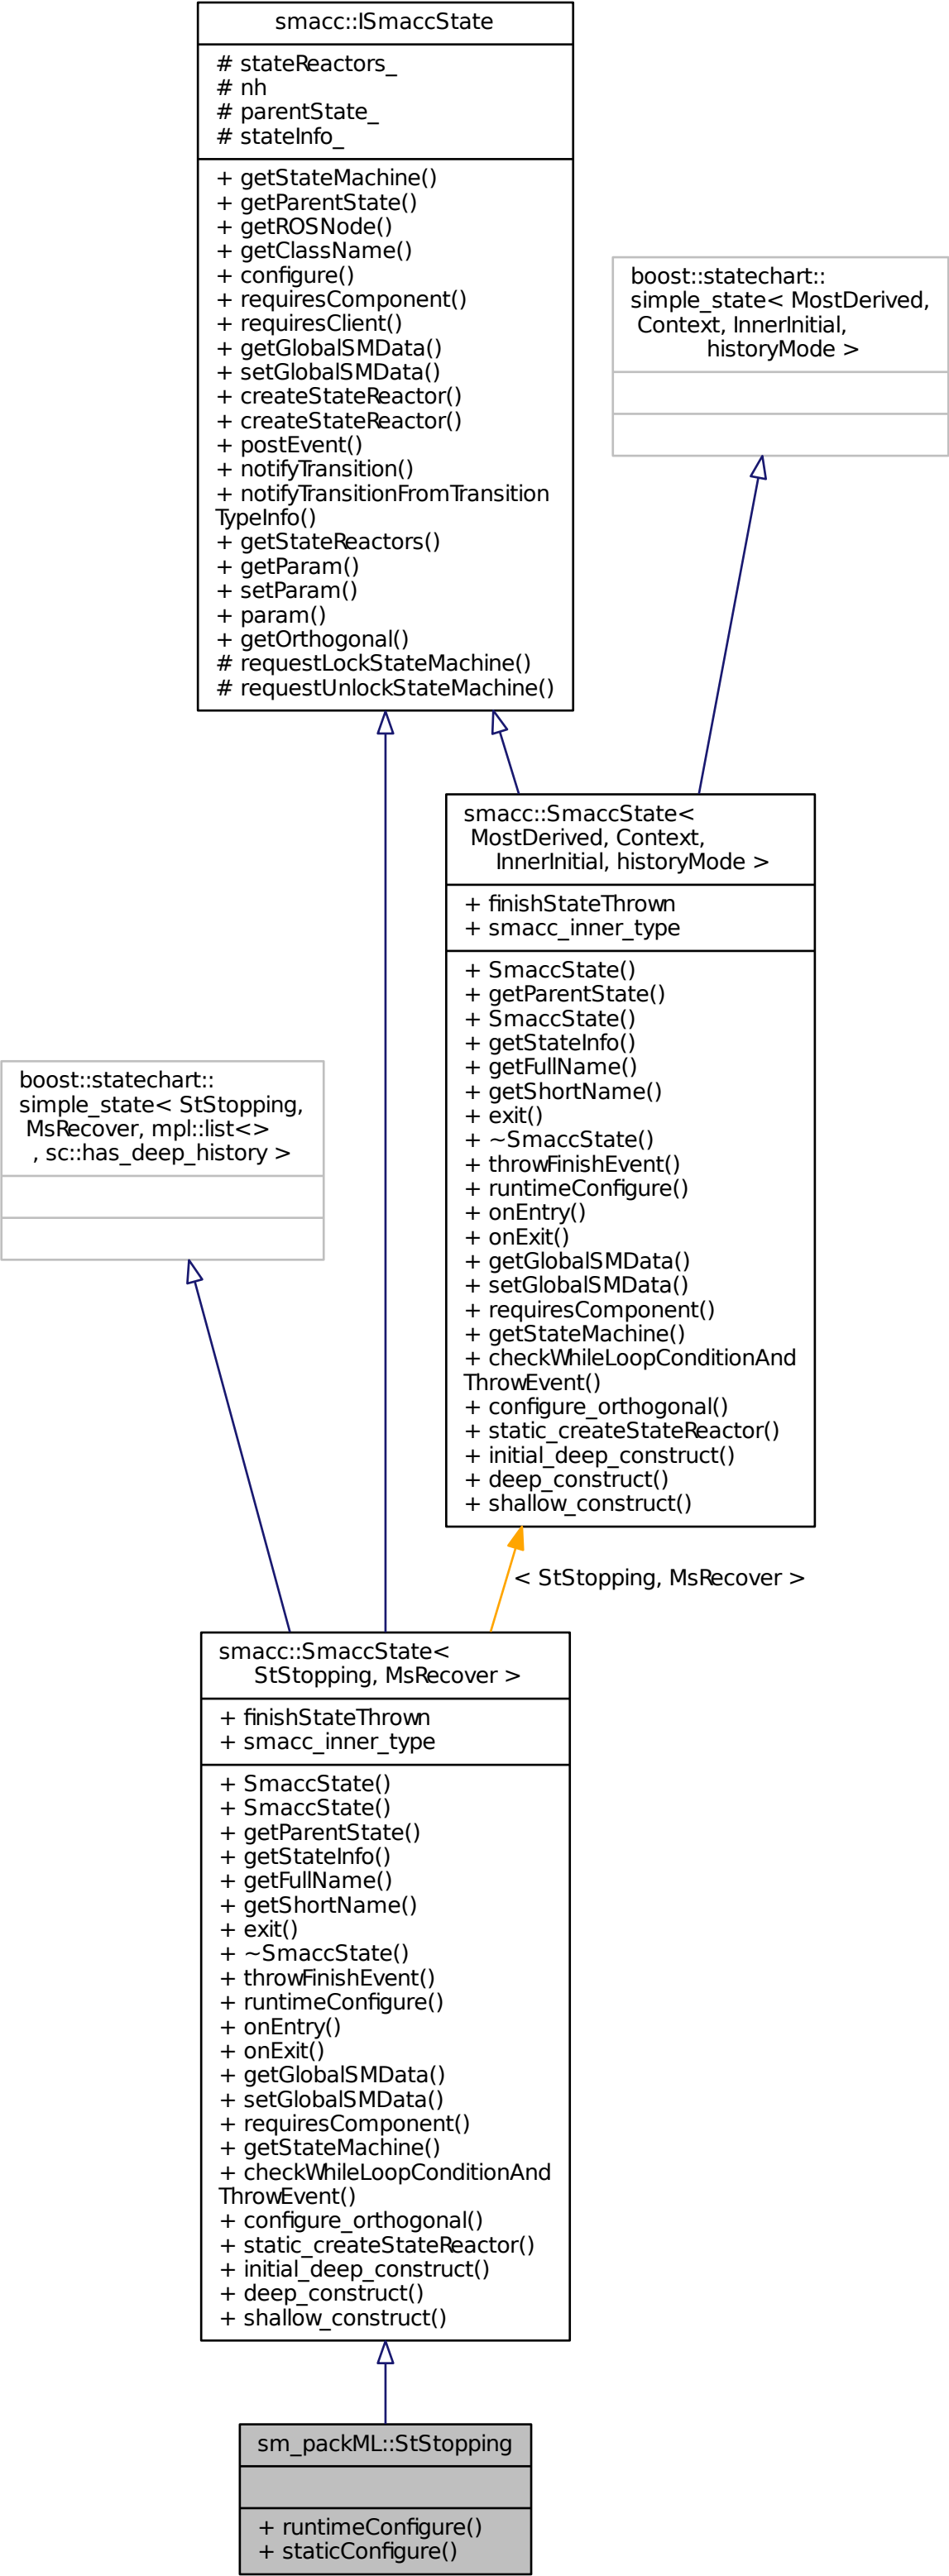 smacc::ISmaccState
# stateReactors_
# nh
# parentState_
# stateInfo_
+ getStateMachine()
+ getParentState()
+ getROSNode()
+ getClassName()
+ configure()
+ requiresComponent()
+ requiresClient()
+ getGlobalSMData()
+ setGlobalSMData()
+ createStateReactor()
+ createStateReactor()
+ postEvent()
+ notifyTransition()
+ notifyTransitionFromTransition
TypeInfo()
+ getStateReactors()
+ getParam()
+ setParam()
+ param()
+ getOrthogonal()
# requestLockStateMachine()
# requestUnlockStateMachine()
boost::statechart::
simple_state< MostDerived,
Context, InnerInitial,
historyMode >
smacc::SmaccState<
MostDerived, Context,
InnerInitial, historyMode >
+ finishStateThrown
+ smacc_inner_type
+ SmaccState()
+ getParentState()
+ SmaccState()
+ getStateInfo()
+ getFullName()
+ getShortName()
+ exit()
+ ~SmaccState()
+ throwFinishEvent()
+ runtimeConfigure()
+ onEntry()
+ onExit()
+ getGlobalSMData()
+ setGlobalSMData()
+ requiresComponent()
+ getStateMachine()
+ checkWhileLoopConditionAnd
ThrowEvent()
+ configure_orthogonal()
+ static_createStateReactor()
+ initial_deep_construct()
+ deep_construct()
+ shallow_construct()
boost::statechart::
simple_state< StStopping,
MsRecover, mpl::list<>
, sc::has_deep_history >
< StStopping, MsRecover >
smacc::SmaccState<
StStopping, MsRecover >
+ finishStateThrown
+ smacc_inner_type
+ SmaccState()
+ SmaccState()
+ getParentState()
+ getStateInfo()
+ getFullName()
+ getShortName()
+ exit()
+ ~SmaccState()
+ throwFinishEvent()
+ runtimeConfigure()
+ onEntry()
+ onExit()
+ getGlobalSMData()
+ setGlobalSMData()
+ requiresComponent()
+ getStateMachine()
+ checkWhileLoopConditionAnd
ThrowEvent()
+ configure_orthogonal()
+ static_createStateReactor()
+ initial_deep_construct()
+ deep_construct()
+ shallow_construct()
sm_packML::StStopping
+ runtimeConfigure()
+ staticConfigure()